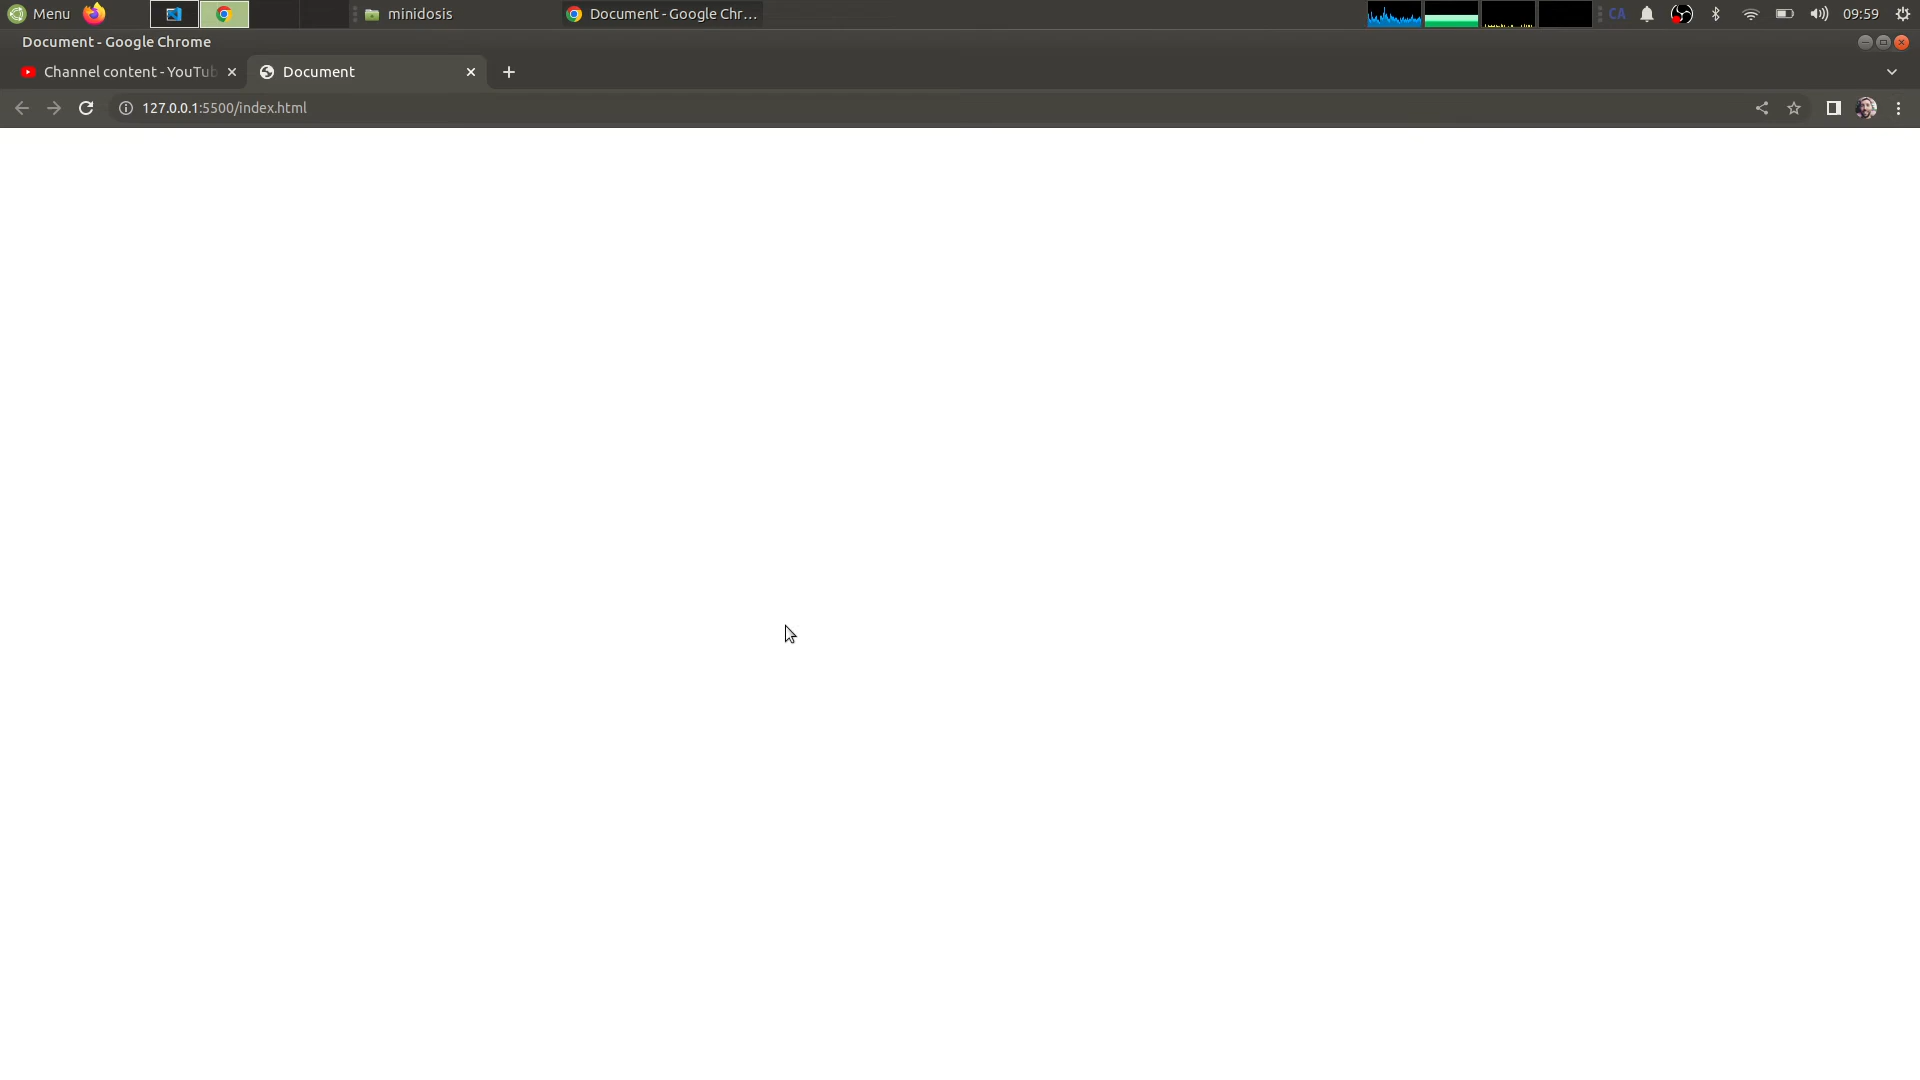 Menu
minidosis
Document - Google Chr...
CA
09:59
Document - Google Chrome
Channel content - YouTub
Document
127.0.0.1:5500/index.html